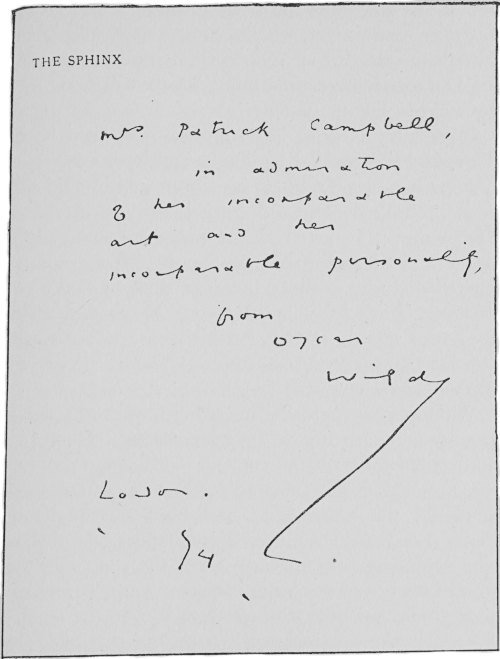 THE SPHINX
Mrs. Patrick Campbell,
in admiration
of her incomparable
art and her
incomparable personality,
from
Oscar
Wilde
London.
'94.